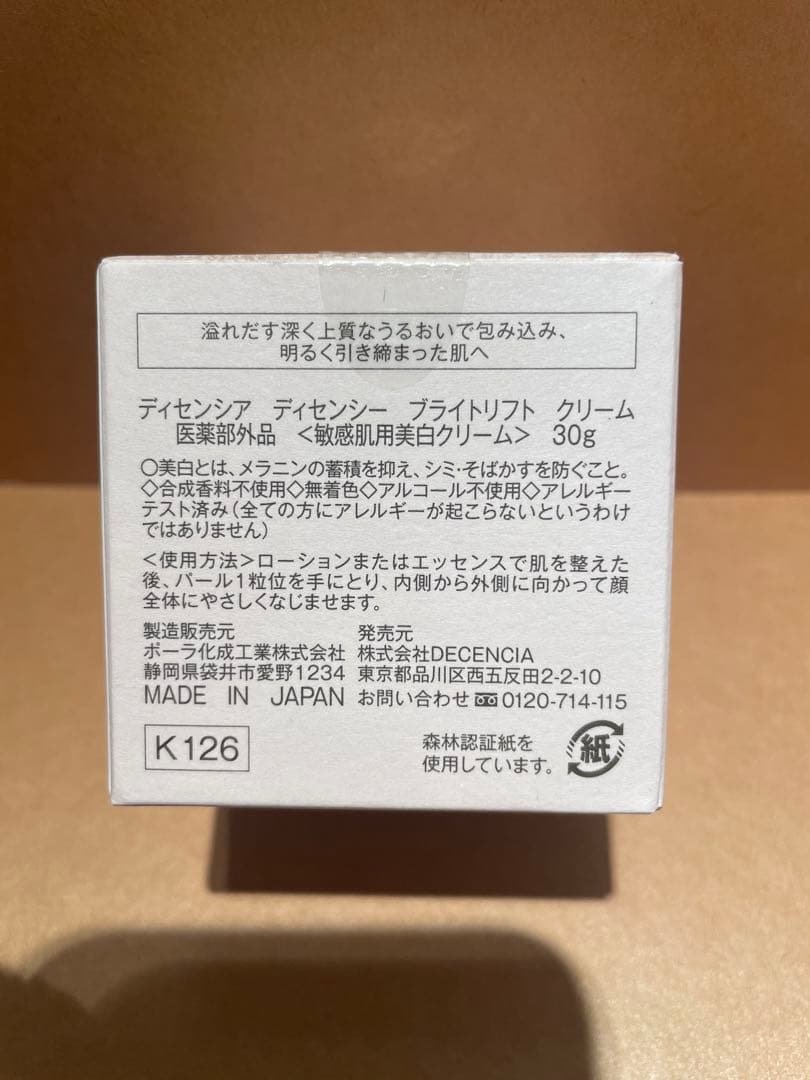 溢れだす深く上質なうるおいで包み込み、
明るく引き締まった肌へ
ディセンシア　ディセンシー　ブライトリフト　クリーム
医薬部外品　＜敏感肌用美白クリーム＞　30g
○美白とは、メラニンの蓄積を抑え、シミ・そばかすを防ぐこと。
◇合成香料不使用◇無着色◇アルコール不使用◇アレルギー
テスト済み（全ての方にアレルギーが起こらないというわけ
ではありません）
＜使用方法＞ローションまたはエッセンスで肌を整えた
後、パール1粒位を手にとり、内側から外側に向かって顔
全体にやさしくなじませます。
製造販売元　発売元
ポーラ化成工業株式会社　株式会社DECENCIA
静岡県袋井市愛野1234　東京都品川区西五反田2-2-10
MADE IN JAPAN　お問い合わせ 0120-714-115
K126
森林認証紙を
使用しています。
紙